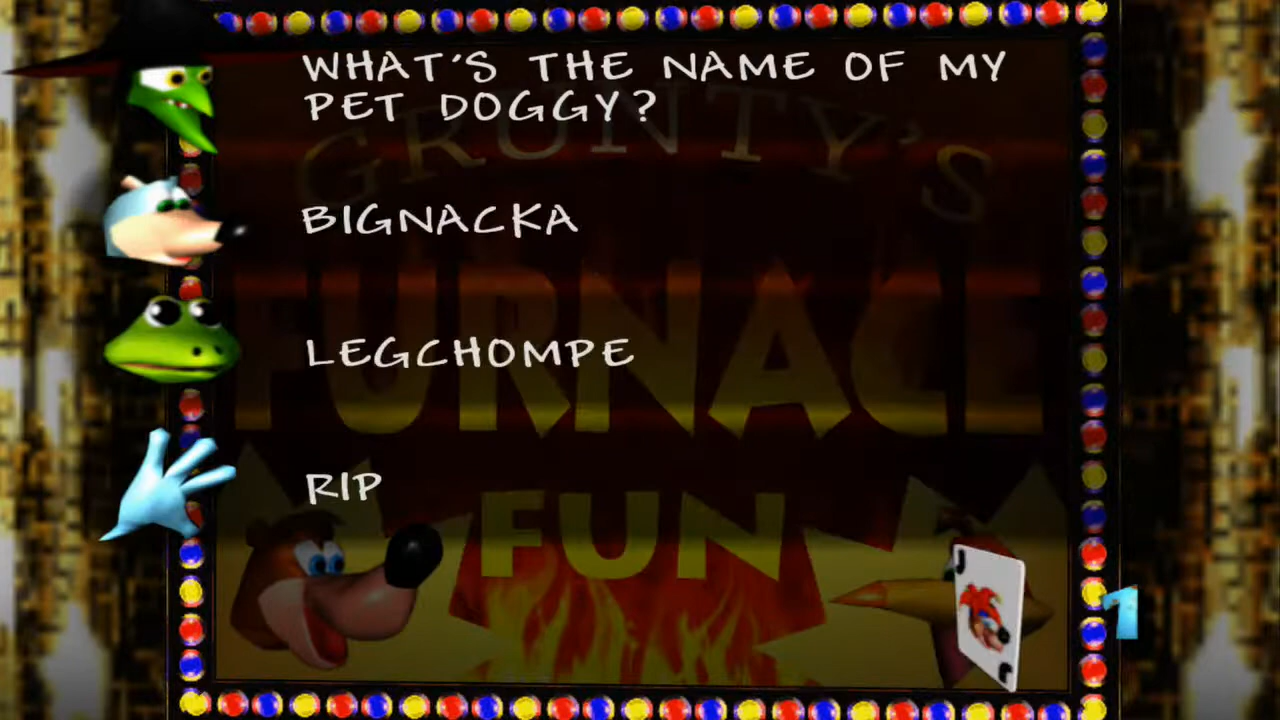 WHAT'S THE NAME OF MY
PET DOGGY?
GRUNTY'S
BIGNACKA
FURNACE
LEGCHOMPE
RIP
FUN
J
1